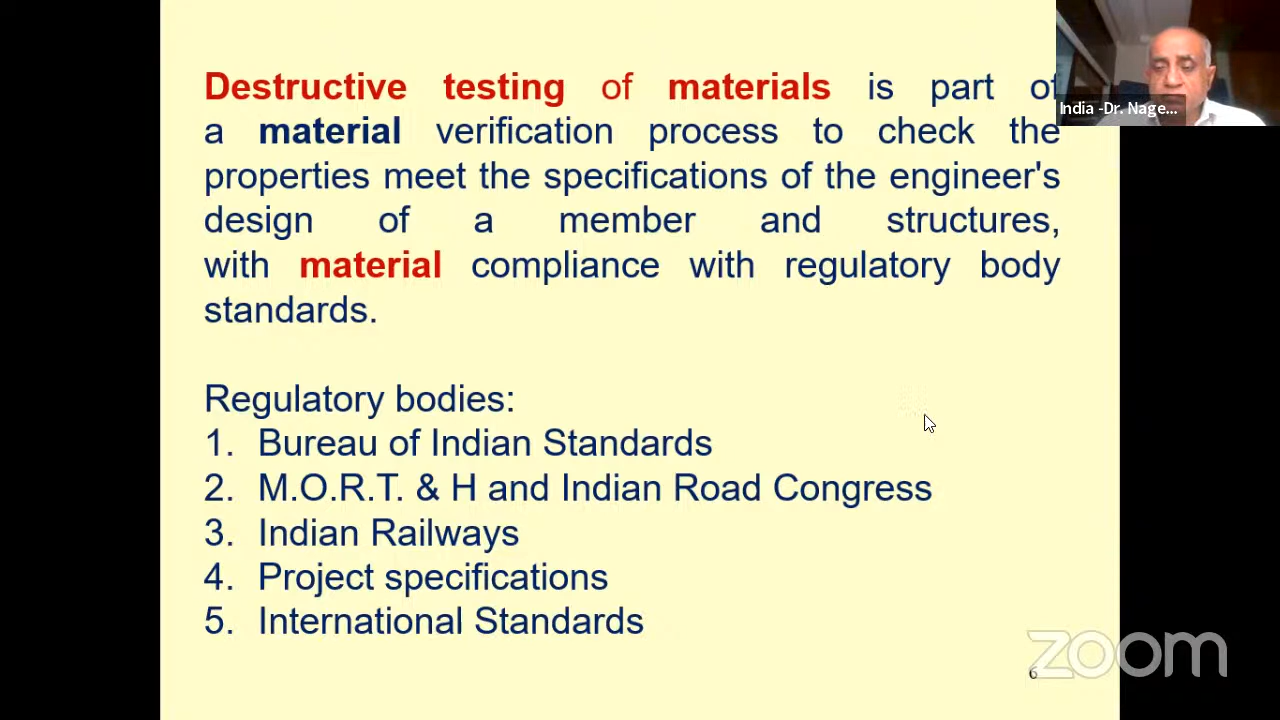 Destructive testing of materials is part of
a material verification process to check the
properties meet the specifications of the engineer's
design of a member and structures,
with material compliance with regulatory body
standards.
Regulatory bodies:
1. Bureau of Indian Standards
2. M.O.R.T. & H and Indian Road Congress
3. Indian Railways
4. Project specifications
5. International Standards
India -Dr. Nage...
zoom
6